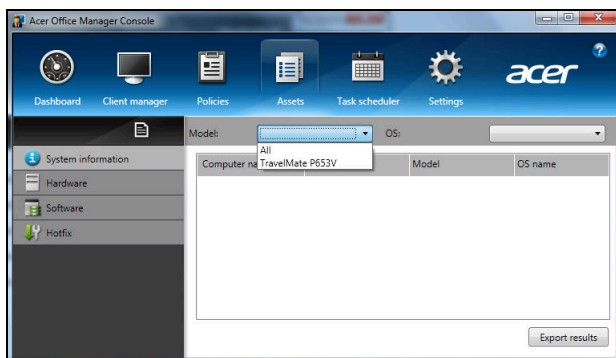 Acer Office Manager Console
acer
Dashboard Client manager Policies Assets Task scheduler Settings
Model: OS:
All
TravelMate P653V
System information
Hardware
Software
Hotfix
Computer na Model OS name
Export results